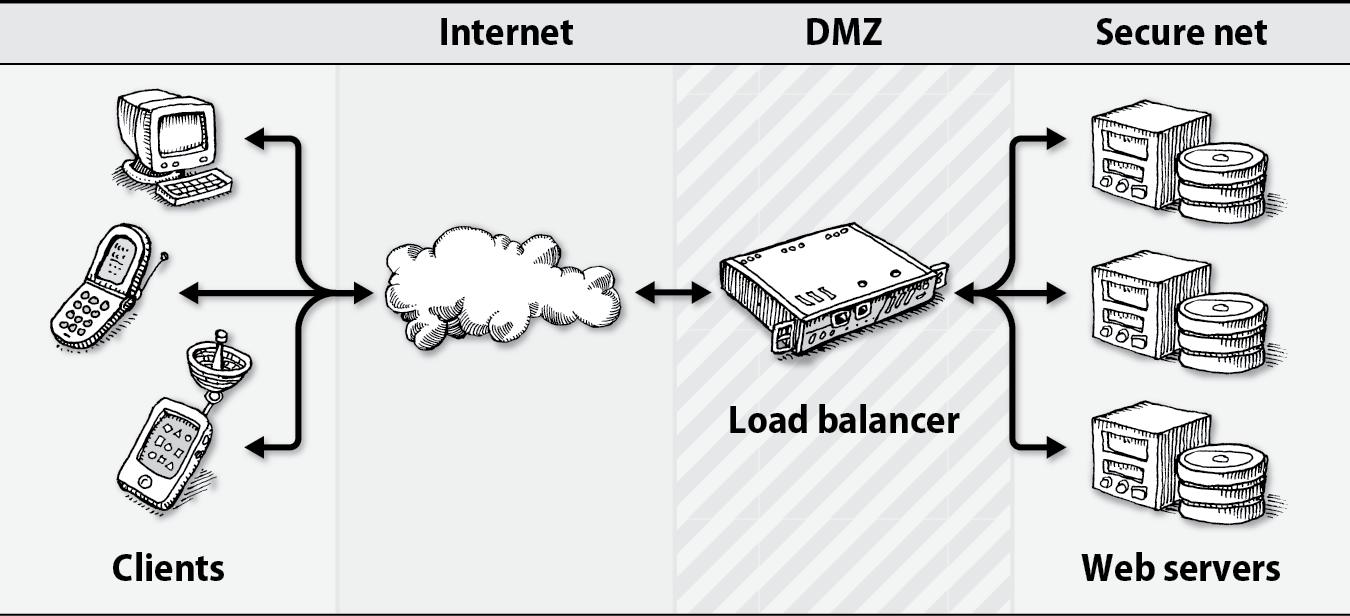 Internet
DMZ
Secure net
Load balancer
Clients
Web servers